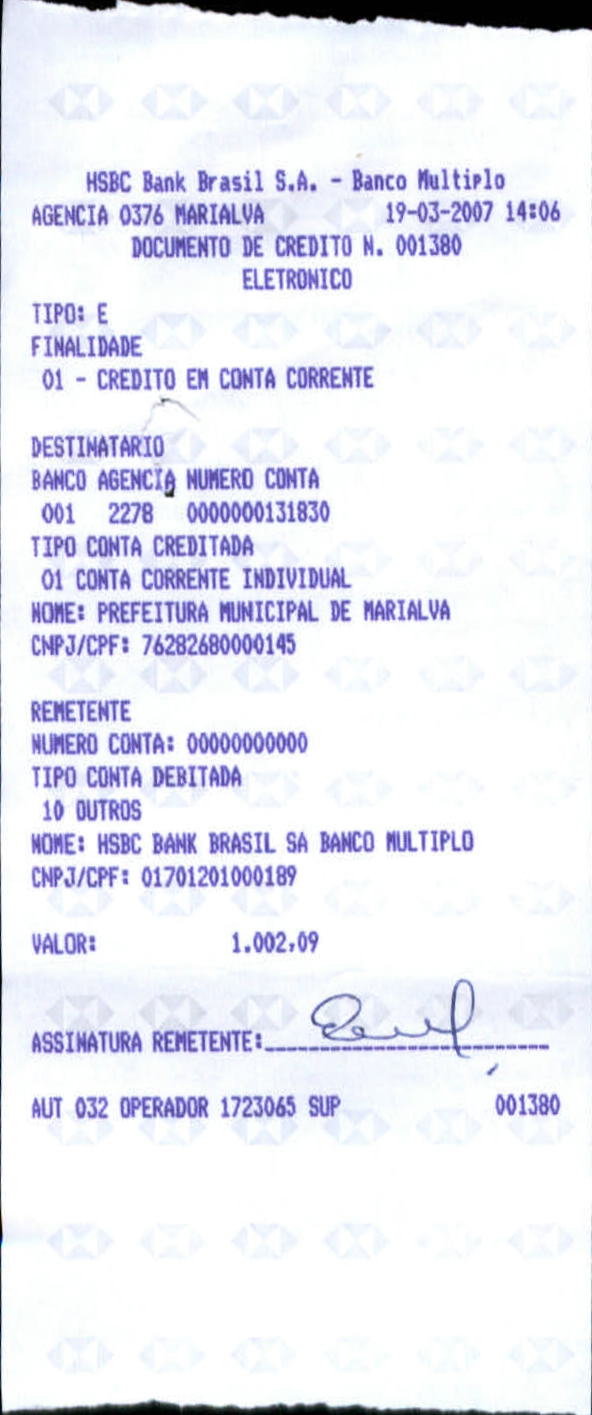 HSBC Bank Brasil S.A. - Banco Multiplo
AGENCIA 0376 MARIALVA 19-03-2007 14:06
DOCUMENTO DE CREDITO N. 001380
ELETRONICO
TIPO: E
FINALIDADE
01 - CREDITO EM CONTA CORRENTE
DESTINATARIO
BANCO AGENCIA NUMERO CONTA
001 2278 0000000131830
TIPO CONTA CREDITADA
01 CONTA CORRENTE INDIVIDUAL
NOME: PREFEITURA MUNICIPAL DE MARIALVA
CNPJ/CPF: 76282680000145
REMETENTE
NUMERO CONTA: 00000000000
TIPO CONTA DEBITADA
10 OUTROS
NOME: HSBC BANK BRASIL SA BANCO MULTIPLO
CNPJ/CPF: 01701201000189
VALOR: 1.002,09
ASSINATURA REMETENTE:
AUT 032 OPERADOR 1723065 SUP 001380